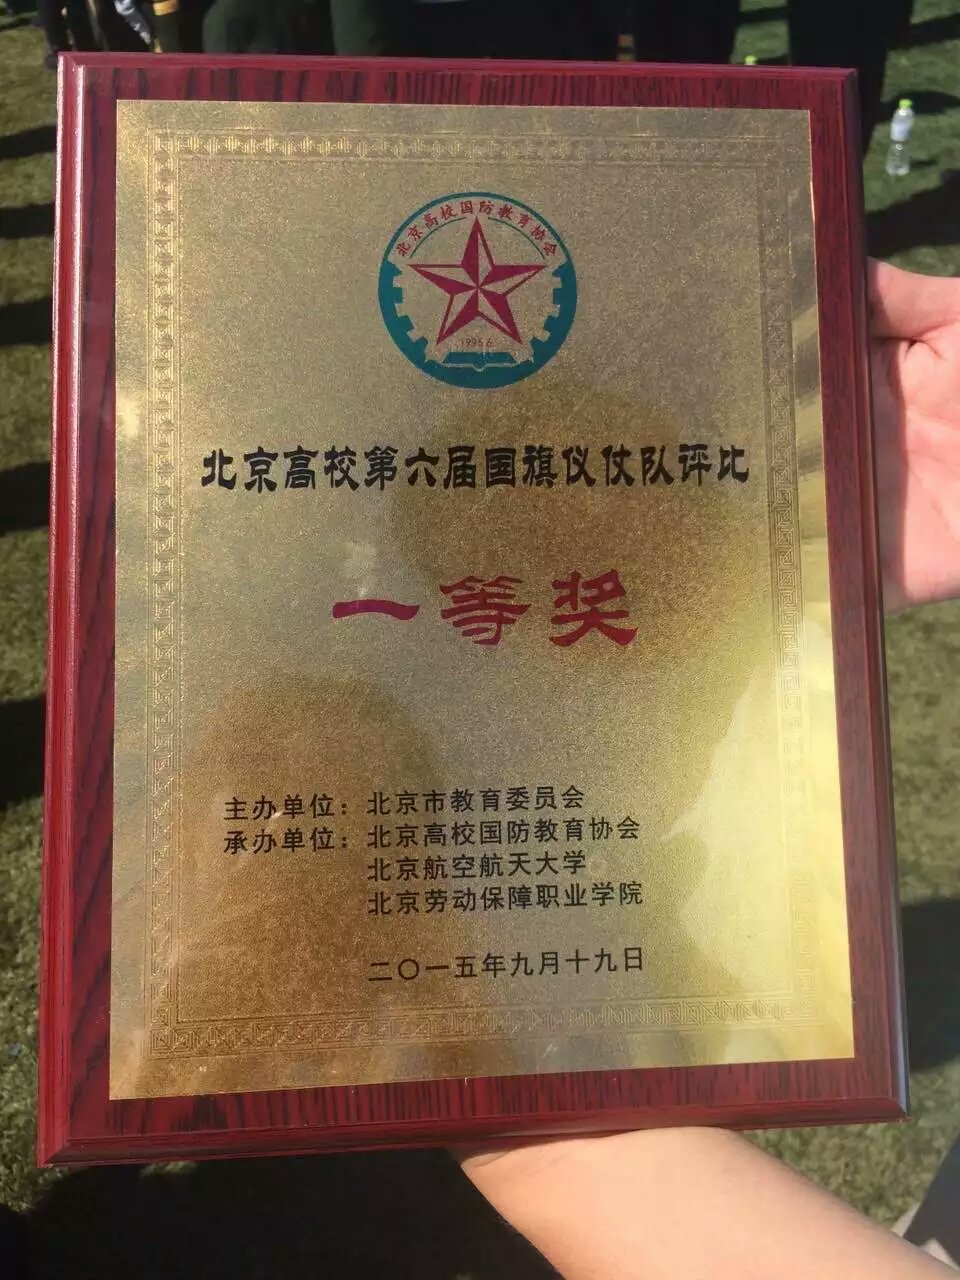 北京高校国防教育协会
1995.6
北京高校第六届国旗仪仗队评比
一等奖
主办单位：北京市教育委员会
承办单位：北京高校国防教育协会
北京航空航天大学
北京劳动保障职业学院
二〇一五年九月十九日